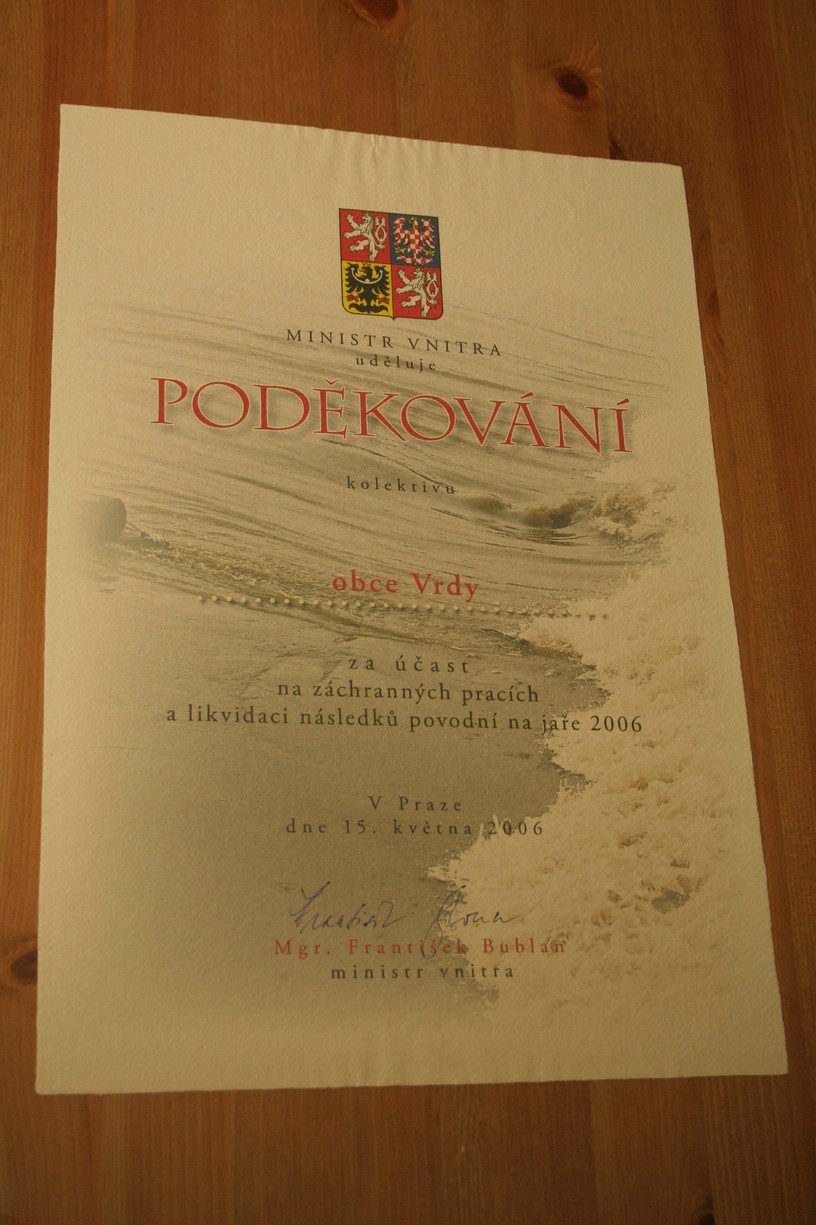 MINISTR VNITRA
uděluje
PODĚKOVÁNÍ
kolektivu
obce Vrdy
za účast
na záchranných pracích
a likvidaci následků povodní na jaře 2006
V Praze
dne 15. května 2006
Mgr. František Bublan
ministr vnitra